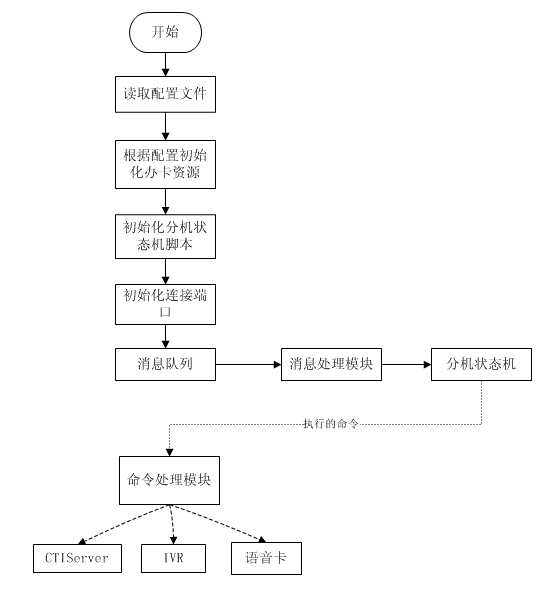 开始
读取配置文件
根据配置初始
化办卡资源
初始化分机状
态机脚本
初始化连接端
口
消息队列
消息处理模块
分机状态机
执行的命令
命令处理模块
CTIServer
IVR
语音卡